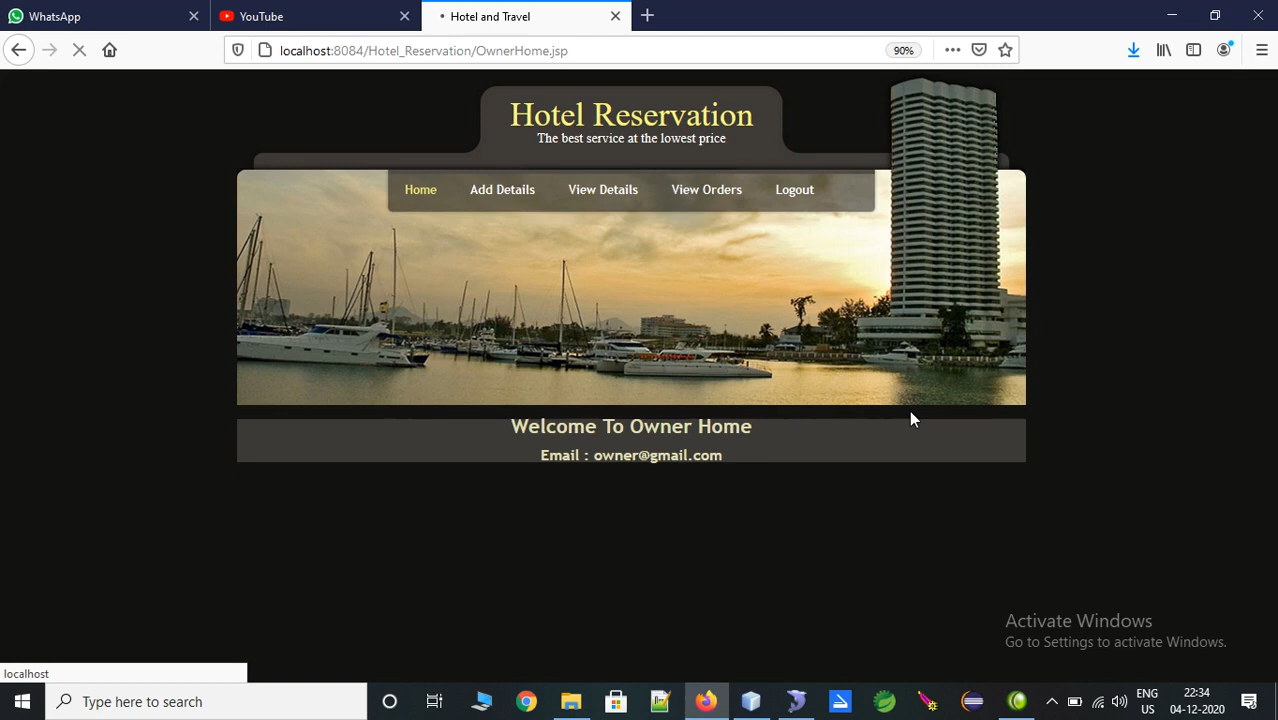 WhatsApp
YouTube
Hotel and Travel
localhost:8084/Hotel_Reservation/OwnerHome.jsp
90%
Hotel Reservation
The best service at the lowest price
Home Add Details View Details View Orders Logout
Welcome To Owner Home
Email : owner@gmail.com
Activate Windows
Go to Settings to activate Windows.
localhost
Type here to search
ENG
US
22:34
04-12-2020